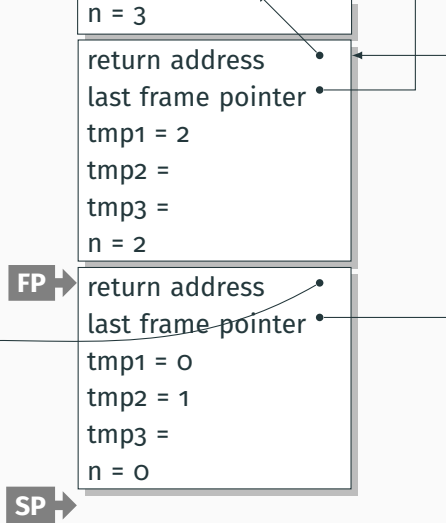 n = 3
return address
last frame pointer
tmp1 = 2
tmp2 =
tmp3 =
n = 2
FP
return address
last frame pointer
tmp1 = 0
tmp2 = 1
tmp3 =
n = 0
SP